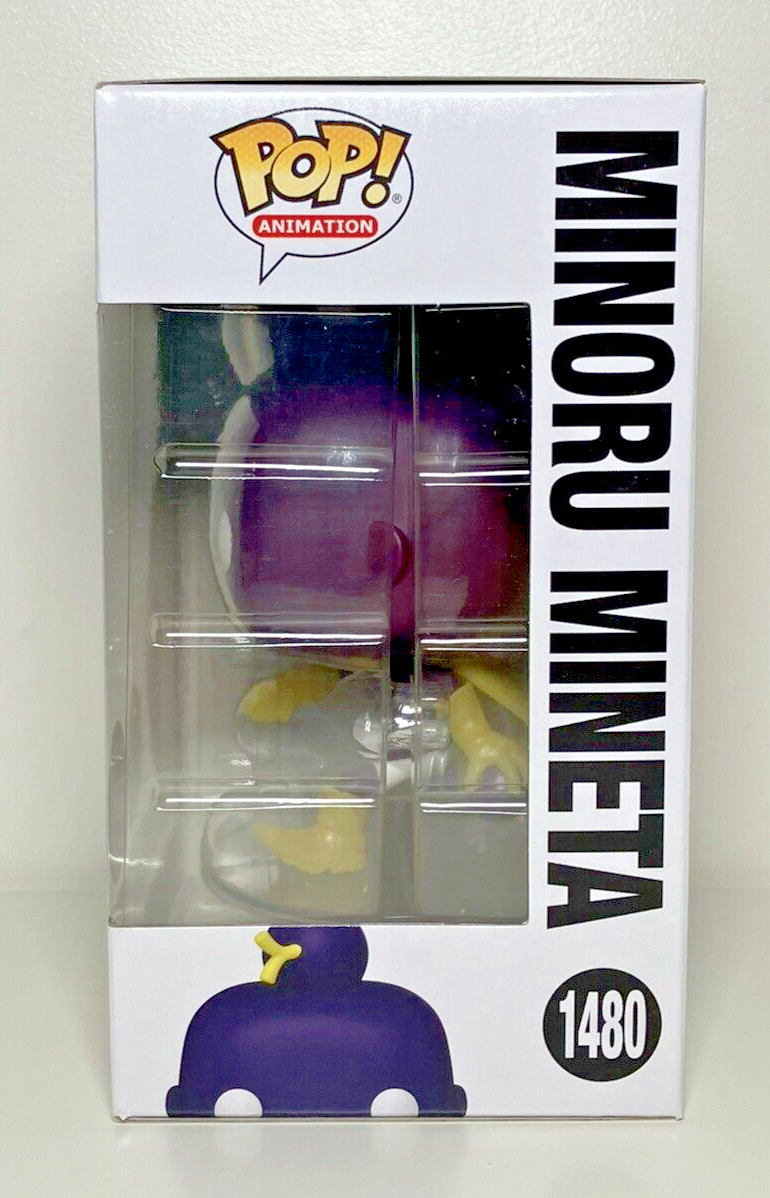 POP!®
ANIMATION
MINORU MINETA
1480